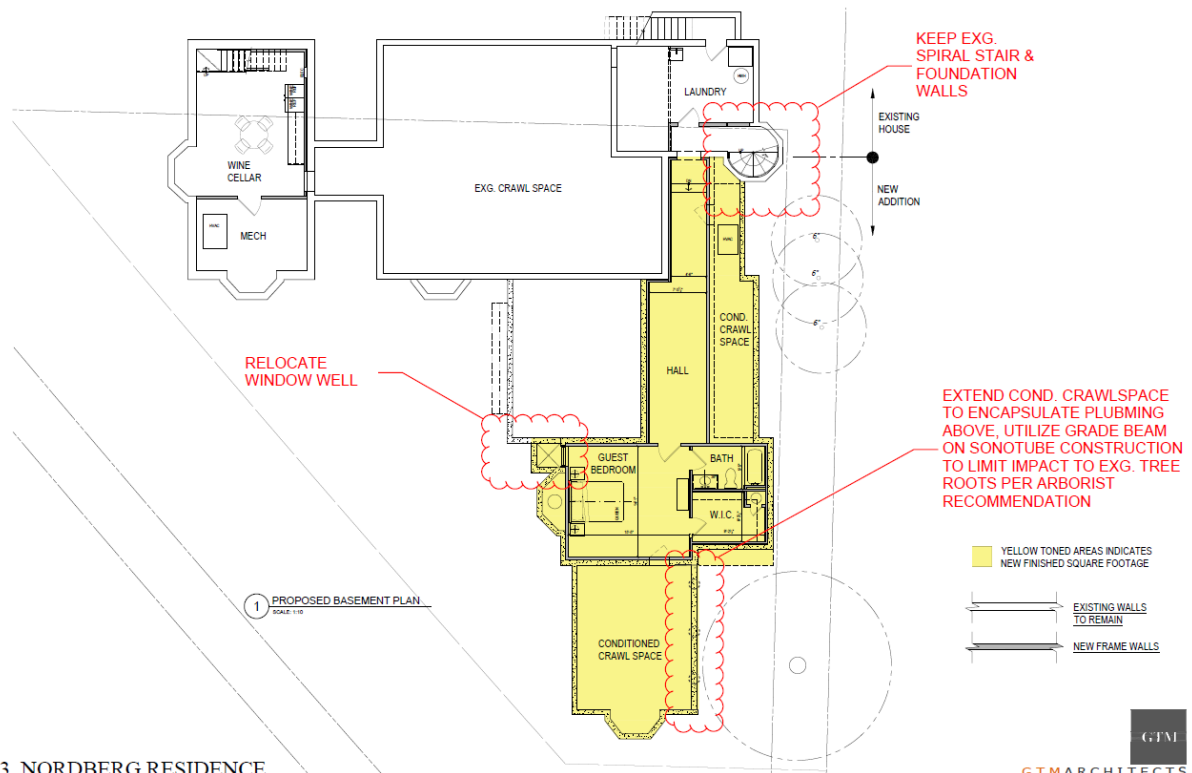 KEEP EXG.
SPIRAL STAIR &
FOUNDATION
WALLS
LAUNDRY
EXISTING
HOUSE
WINE
CELLAR
EXG. CRAWL SPACE
NEW
ADDITION
HVAC
MECH
HVAC
6"
6"
6"
COND.
CRAWL
SPACE
RELOCATE
WINDOW WELL
HALL
EXTEND COND. CRAWLSPACE
TO ENCAPSULATE PLUBMING
ABOVE, UTILIZE GRADE BEAM
ON SONOTUBE CONSTRUCTION
TO LIMIT IMPACT TO EXG. TREE
ROOTS PER ARBORIST
RECOMMENDATION
GUEST
BEDROOM
BATH
W.I.C.
YELLOW TONED AREAS INDICATES
NEW FINISHED SQUARE FOOTAGE
1 PROPOSED BASEMENT PLAN
SCALE: 1:10
EXISTING WALLS
TO REMAIN
CONDITIONED
CRAWL SPACE
NEW FRAME WALLS
GTM
3. NORDBERG RESIDENCE
GTMARCHITECTS